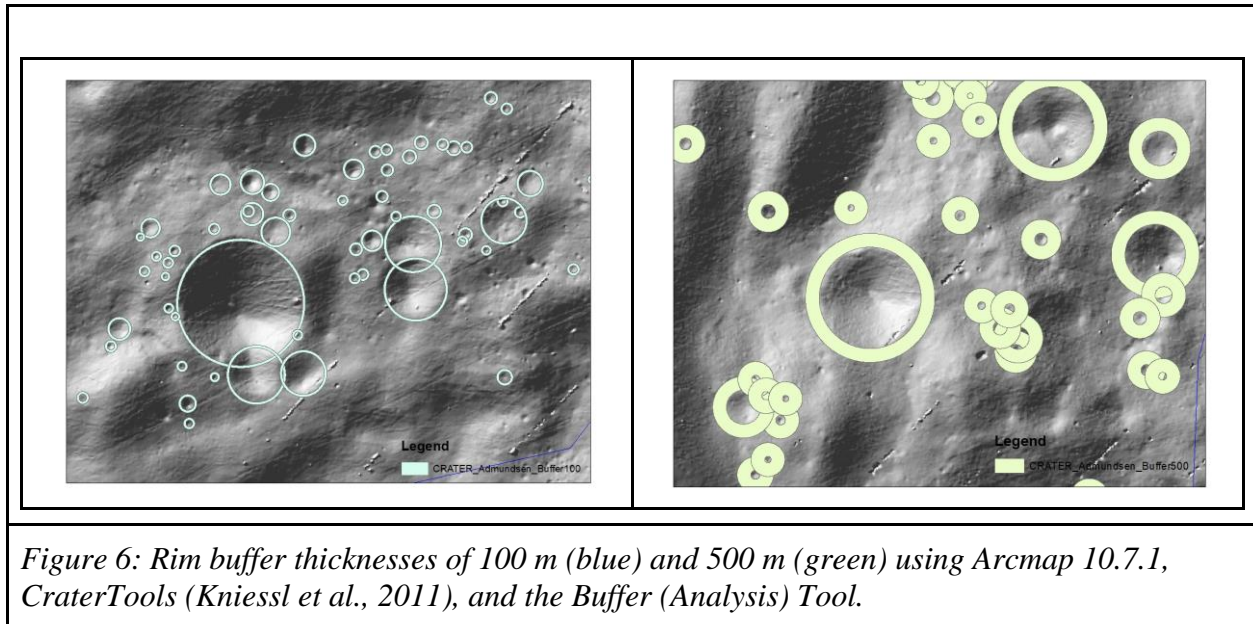 Legend
CRATER_Admundsen_Buffer100
Legend
CRATER_Admundsen_Buffer500
Figure 6: Rim buffer thicknesses of 100 m (blue) and 500 m (green) using Arcmap 10.7.1,
CraterTools (Kniessl et al., 2011), and the Buffer (Analysis) Tool.